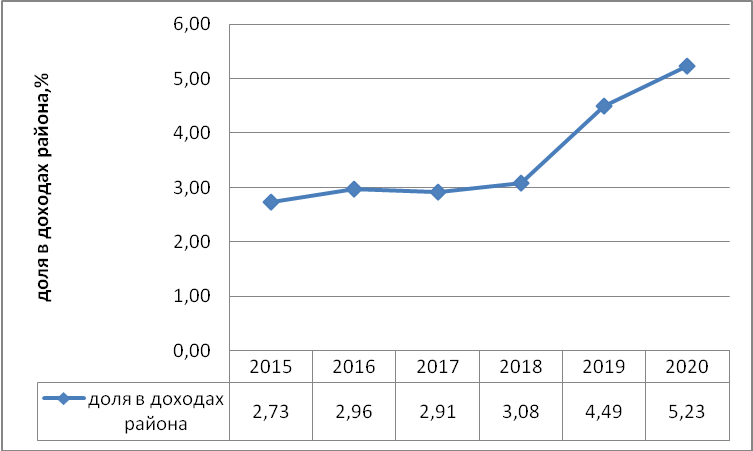 доля в доходах района,%
6,00
5,00
4,00
3,00
2,00
1,00
0,00
2015 2016 2017 2018 2019 2020
доля в доходах
района
2,73 2,96 2,91 3,08 4,49 5,23